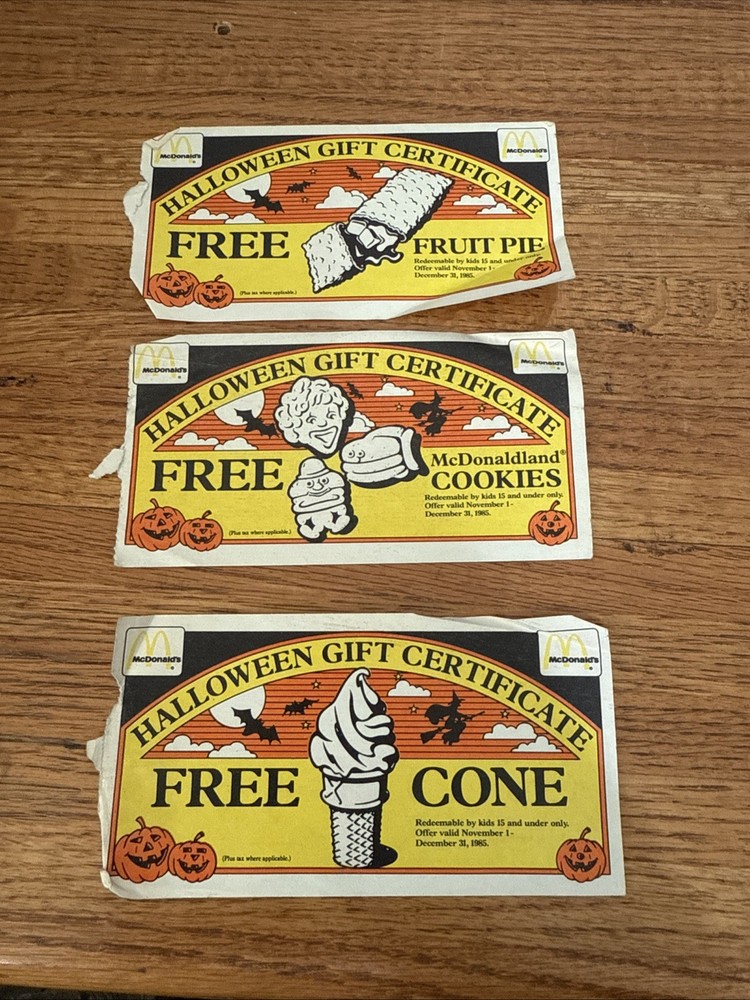 McDonald's
McDonald's
HALLOWEEN GIFT CERTIFICATE
FREE
FRUIT PIE
Redeemable by kids 15 and under
Offer valid November 1-
December 31, 1985.
(Plus tax where applicable.)
McDonald's
McDonald's
HALLOWEEN GIFT CERTIFICATE
FREE
McDonaldland®
COOKIES
Redeemable by kids 15 and under only.
Offer valid November 1-
December 31, 1985.
(Plus tax where applicable.)
McDonald's
McDonald's
HALLOWEEN GIFT CERTIFICATE
FREE
CONE
Redeemable by kids 15 and under only.
Offer valid November 1-
December 31, 1985.
(Plus tax where applicable.)